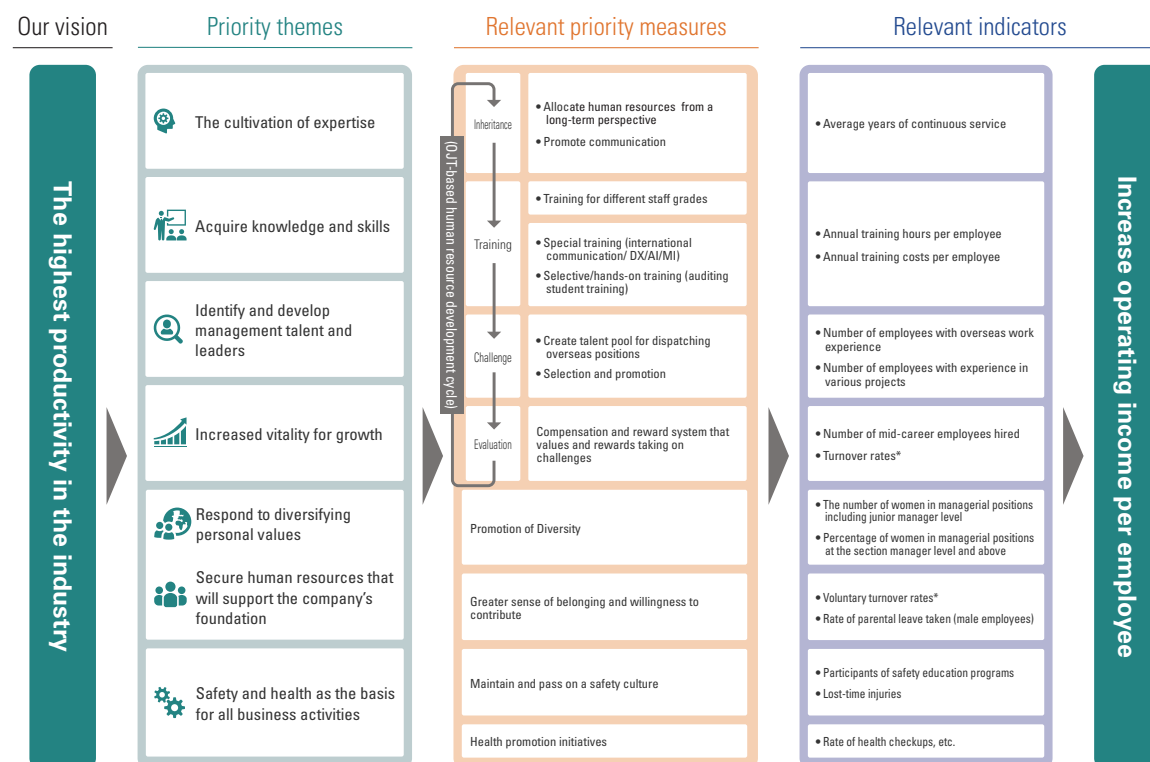 Our vision
Priority themes
Relevant priority measures
Relevant indicators
The highest productivity in the industry
The cultivation of expertise
Acquire knowledge and skills
Identify and develop
management talent and
leaders
Increased vitality for growth
Respond to diversifying
personal values
Secure human resources that
will support the company's
foundation
Safety and health as the basis
for all business activities
(OJT-based human resource development cycle)
Inheritance
• Allocate human resources from a
long-term perspective
• Promote communication
Training
• Training for different staff grades
• Special training (international
communication/ DX/AI/MI)
• Selective/hands-on training (auditing
student training)
Challenge
• Create talent pool for dispatching
overseas positions
• Selection and promotion
Evaluation
Compensation and reward system that
values and rewards taking on
challenges
Promotion of Diversity
Greater sense of belonging and willingness to
contribute
Maintain and pass on a safety culture
Health promotion initiatives
• Average years of continuous service
• Annual training hours per employee
• Annual training costs per employee
• Number of employees with overseas work
experience
• Number of employees with experience in
various projects
• Number of mid-career employees hired
• Turnover rates*
• The number of women in managerial positions
including junior manager level
• Percentage of women in managerial positions
at the section manager level and above
• Voluntary turnover rates*
• Rate of parental leave taken (male employees)
• Participants of safety education programs
• Lost-time injuries
• Rate of health checkups, etc.
Increase operating income per employee